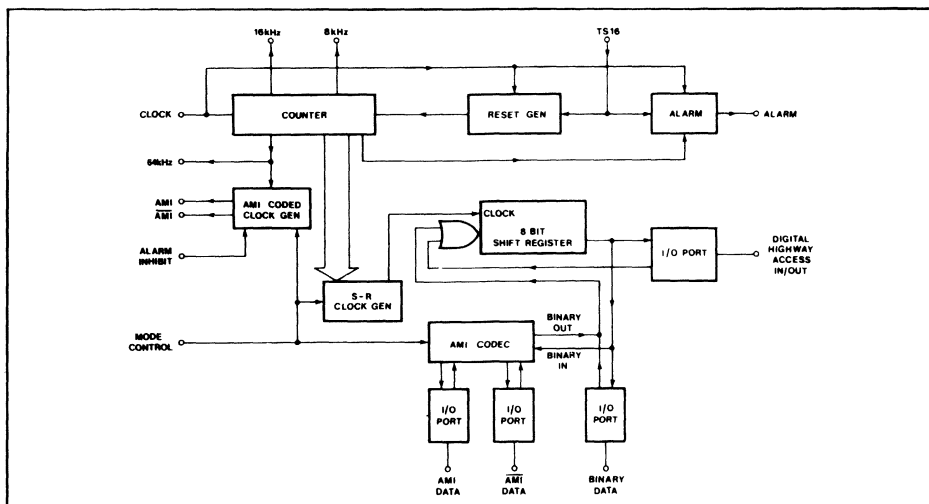 16kHz
8kHz
TS16
CLOCK
COUNTER
RESET GEN
ALARM
ALARM
64kHz
AMI
AMI
AMI CODED
CLOCK GEN
CLOCK
8 BIT
SHIFT REGISTER
I/O PORT
DIGITAL
HIGHWAY
ACCESS
IN/OUT
ALARM
INHIBIT
S-R
CLOCK GEN
MODE
CONTROL
AMI CODEC
BINARY
OUT
BINARY
IN
I/O
PORT
I/O
PORT
I/O
PORT
AMI
DATA
AMI
DATA
BINARY
DATA